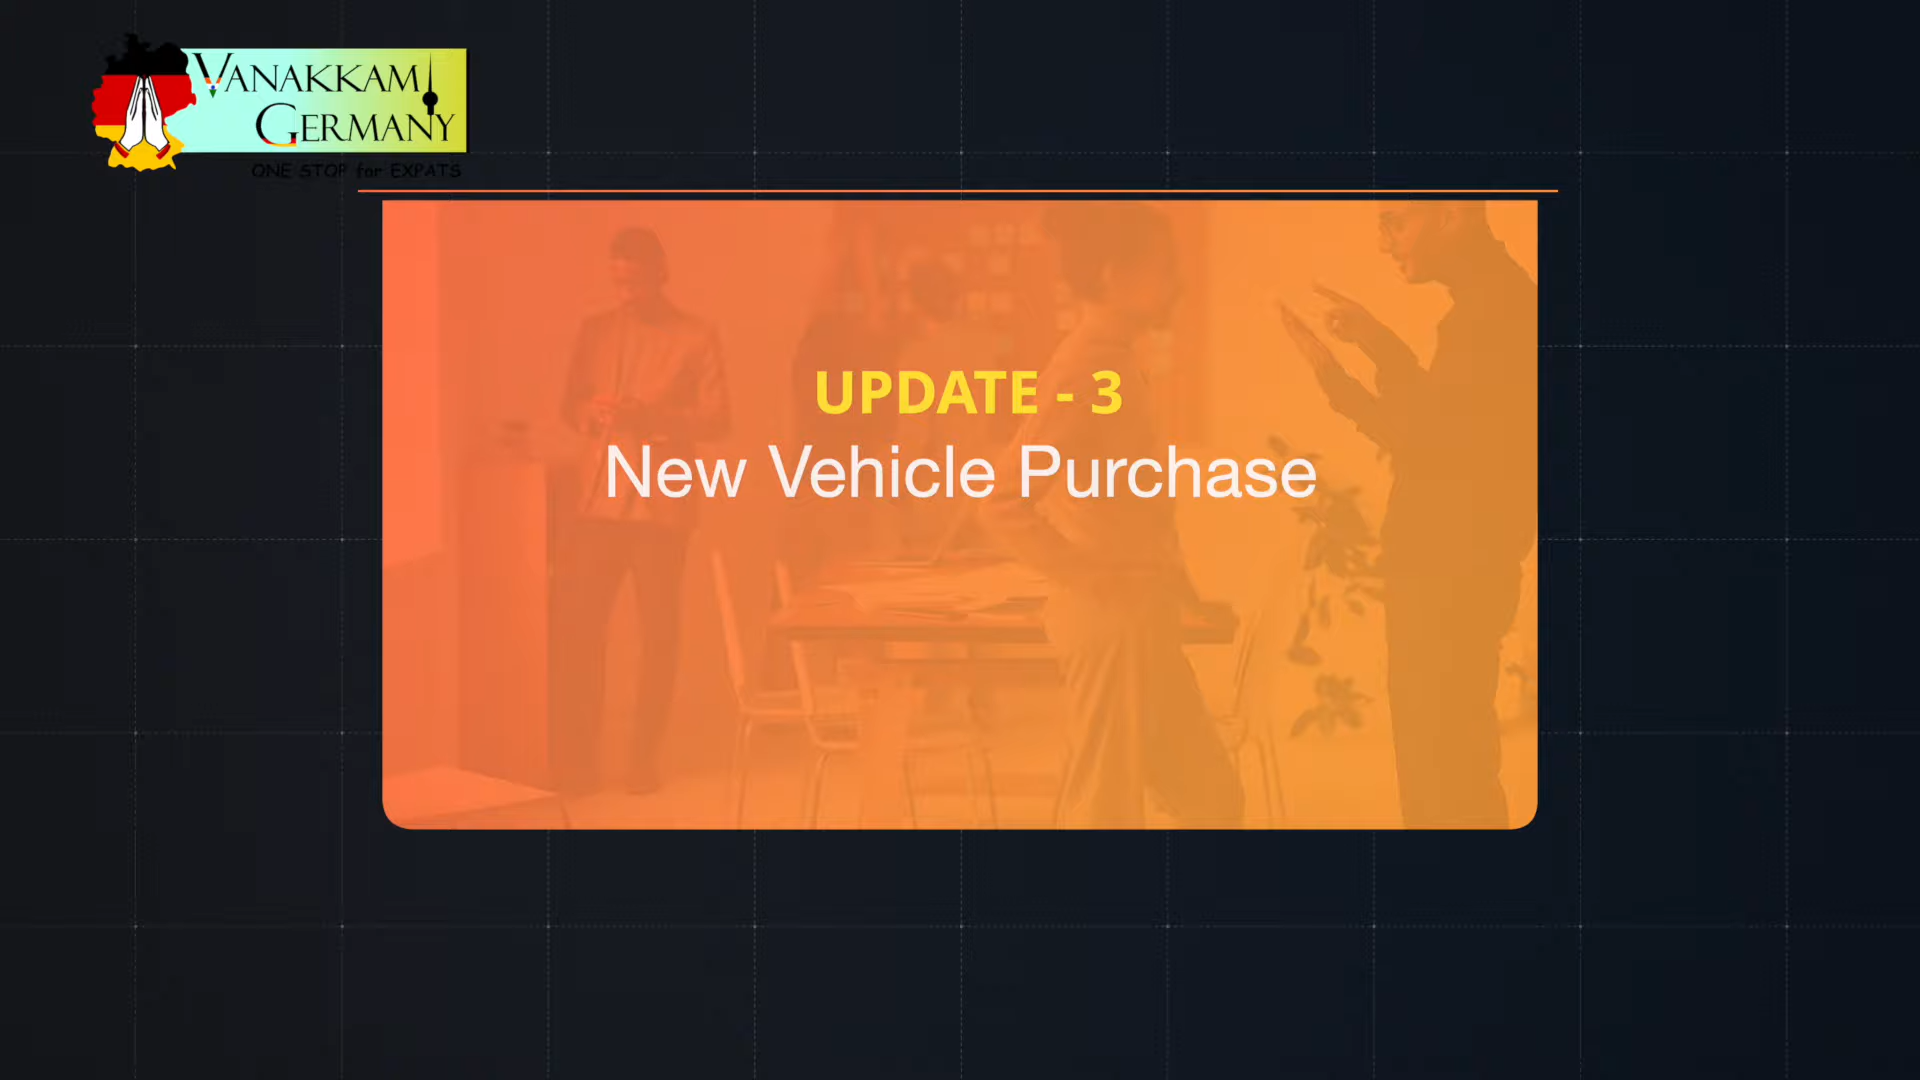 VANAKKAM
GERMANY
ONE STOP for EXPATS
UPDATE - 3
New Vehicle Purchase